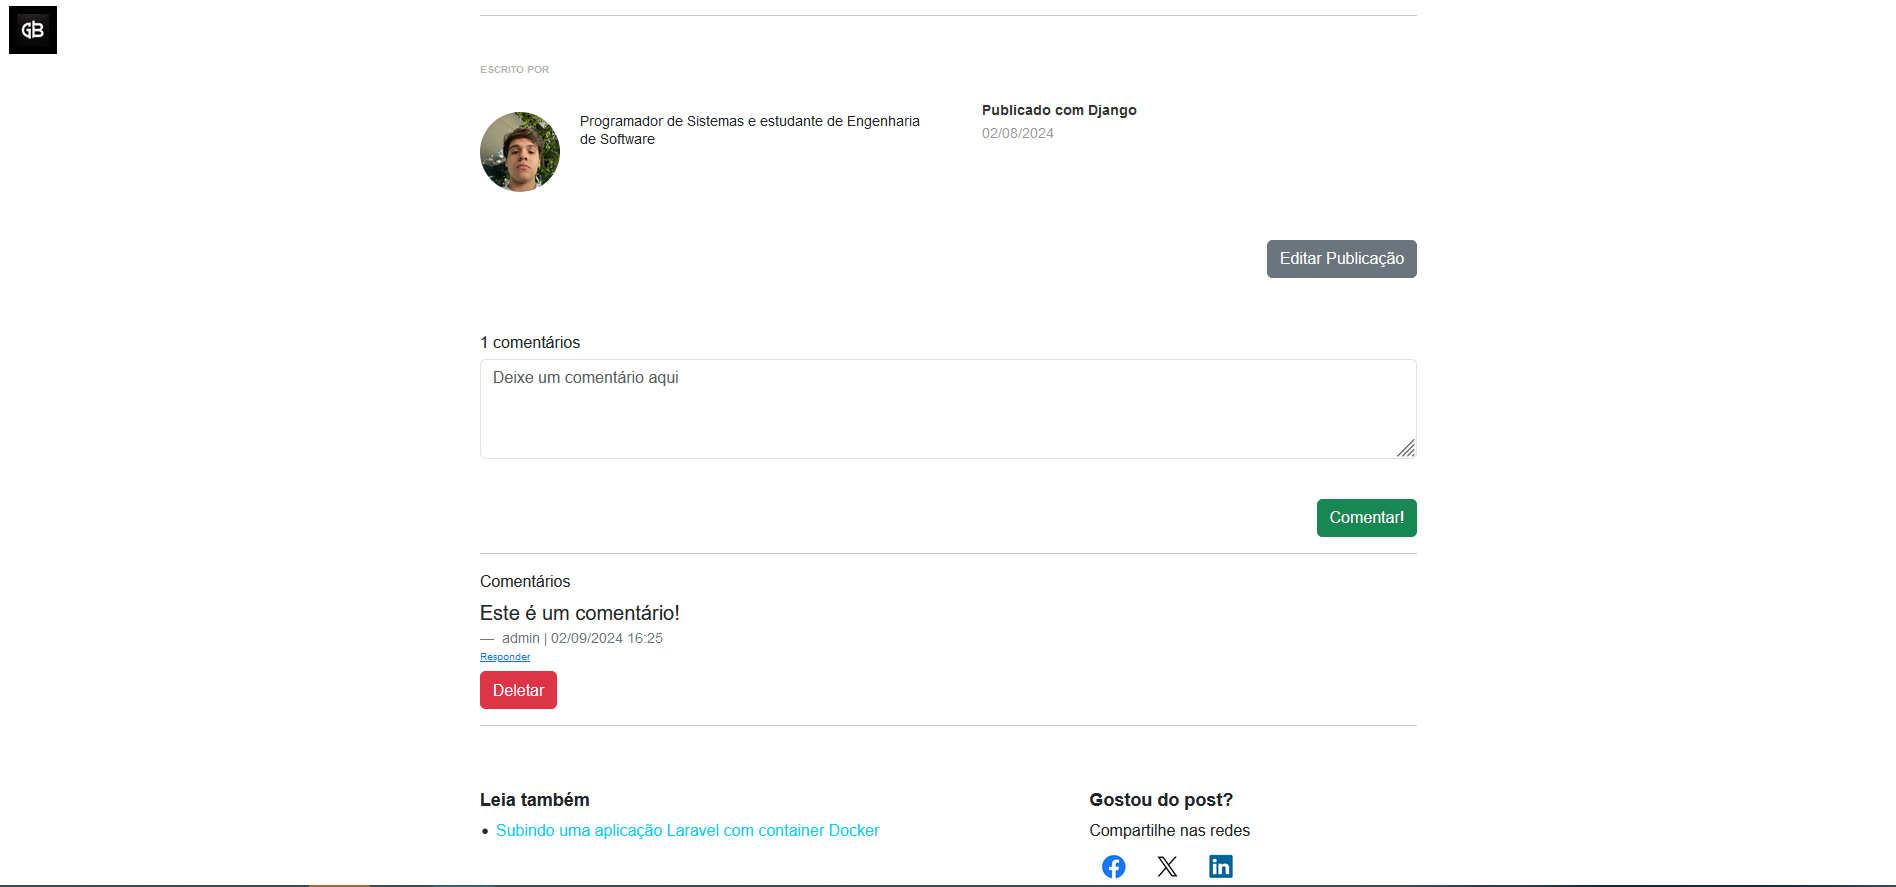 GB
ESCRITO POR
Programador de Sistemas e estudante de Engenharia
de Software
Publicado com Django
02/08/2024
Editar Publicação
1 comentários
Deixe um comentário aqui
Comentar!
Comentários
Este é um comentário!
— admin | 02/09/2024 16:25
Responder
Deletar
Leia também
• Subindo uma aplicação Laravel com container Docker
Gostou do post?
Compartilhe nas redes